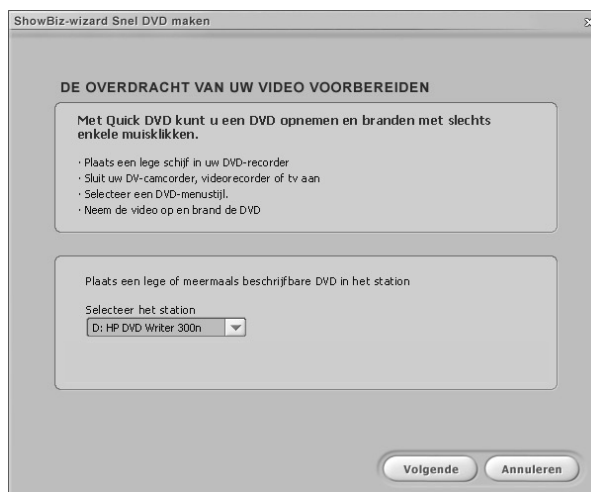 ShowBiz-wizard Snel DVD maken
DE OVERDRACHT VAN UW VIDEO VOORBEREIDEN
Met Quick DVD kunt u een DVD opnemen en branden met slechts
enkele muisklikken.
· Plaats een lege schijf in uw DVD-recorder
· Sluit uw DV-camcorder, videorecorder of tv aan
· Selecteer een DVD-menustijl.
· Neem de video op en brand de DVD
Plaats een lege of meermaals beschrijfbare DVD in het station
Selecteer het station
D: HP DVD Writer 300n
Volgende
Annuleren